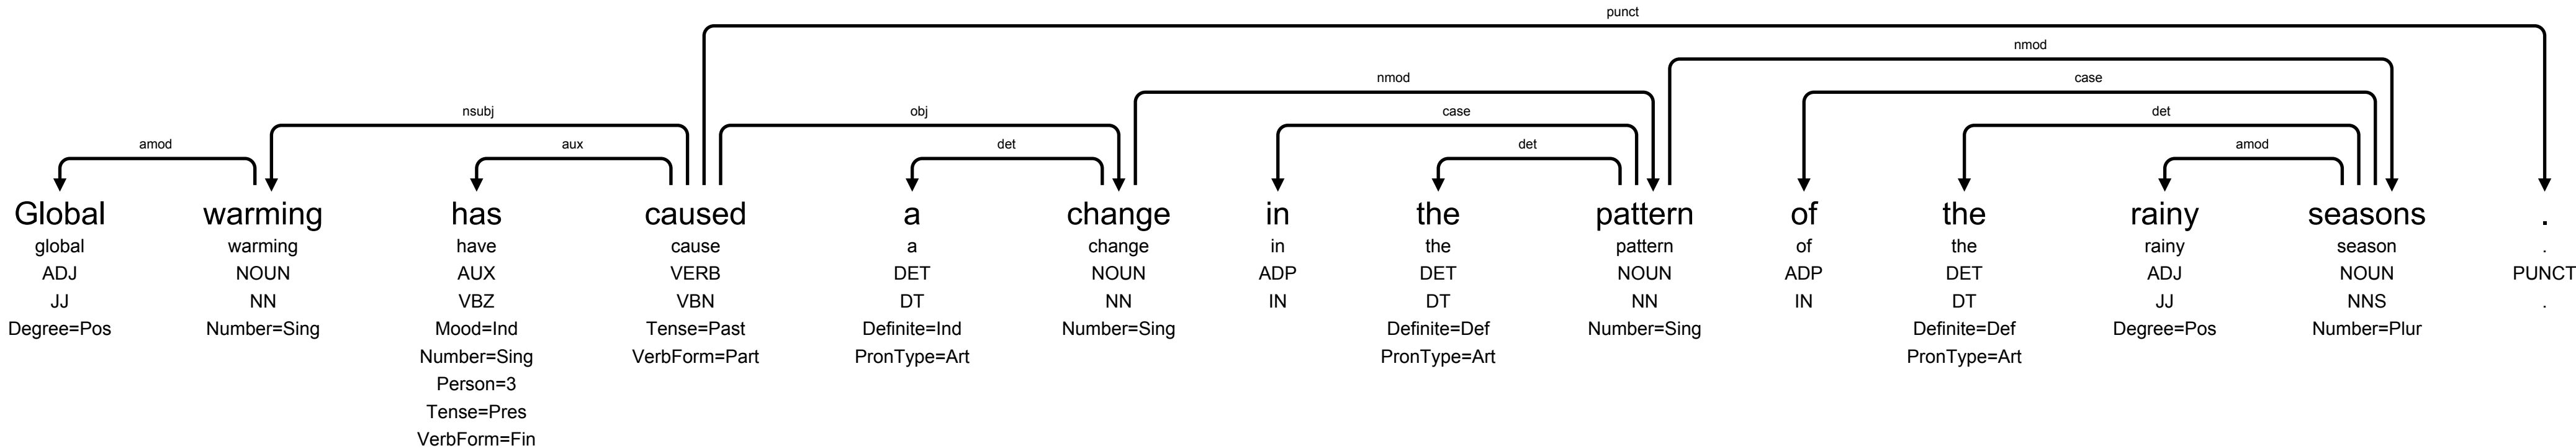 punct
nmod
nmod case
nsubj obj case det
amod aux det det amod
Global warming has caused a change in the pattern of the rainy seasons .
global warming have cause a change in the pattern of the rainy season .
ADJ NOUN AUX VERB DET NOUN ADP DET NOUN ADP DET ADJ NOUN PUNCT
JJ NN VBZ VBN DT NN IN DT NN IN DT JJ NNS .
Degree=Pos Number=Sing Mood=Ind Tense=Past Definite=Ind Number=Sing Definite=Def Number=Sing Definite=Def Degree=Pos Number=Plur
Number=Sing VerbForm=Part PronType=Art PronType=Art PronType=Art
Person=3
Tense=Pres
VerbForm=Fin